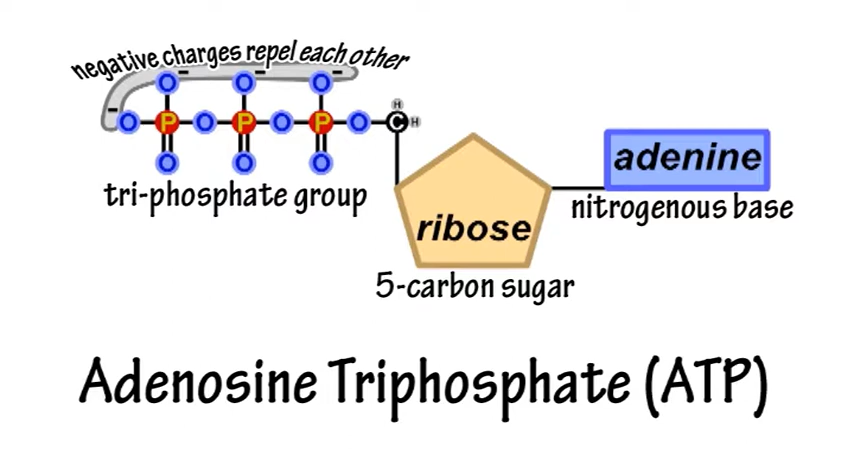 negative charges repel each other
- - - -
O O O
O P O P O P O C H
H
O O O
tri-phosphate group
ribose
5-carbon sugar
adenine
nitrogenous base
Adenosine Triphosphate (ATP)